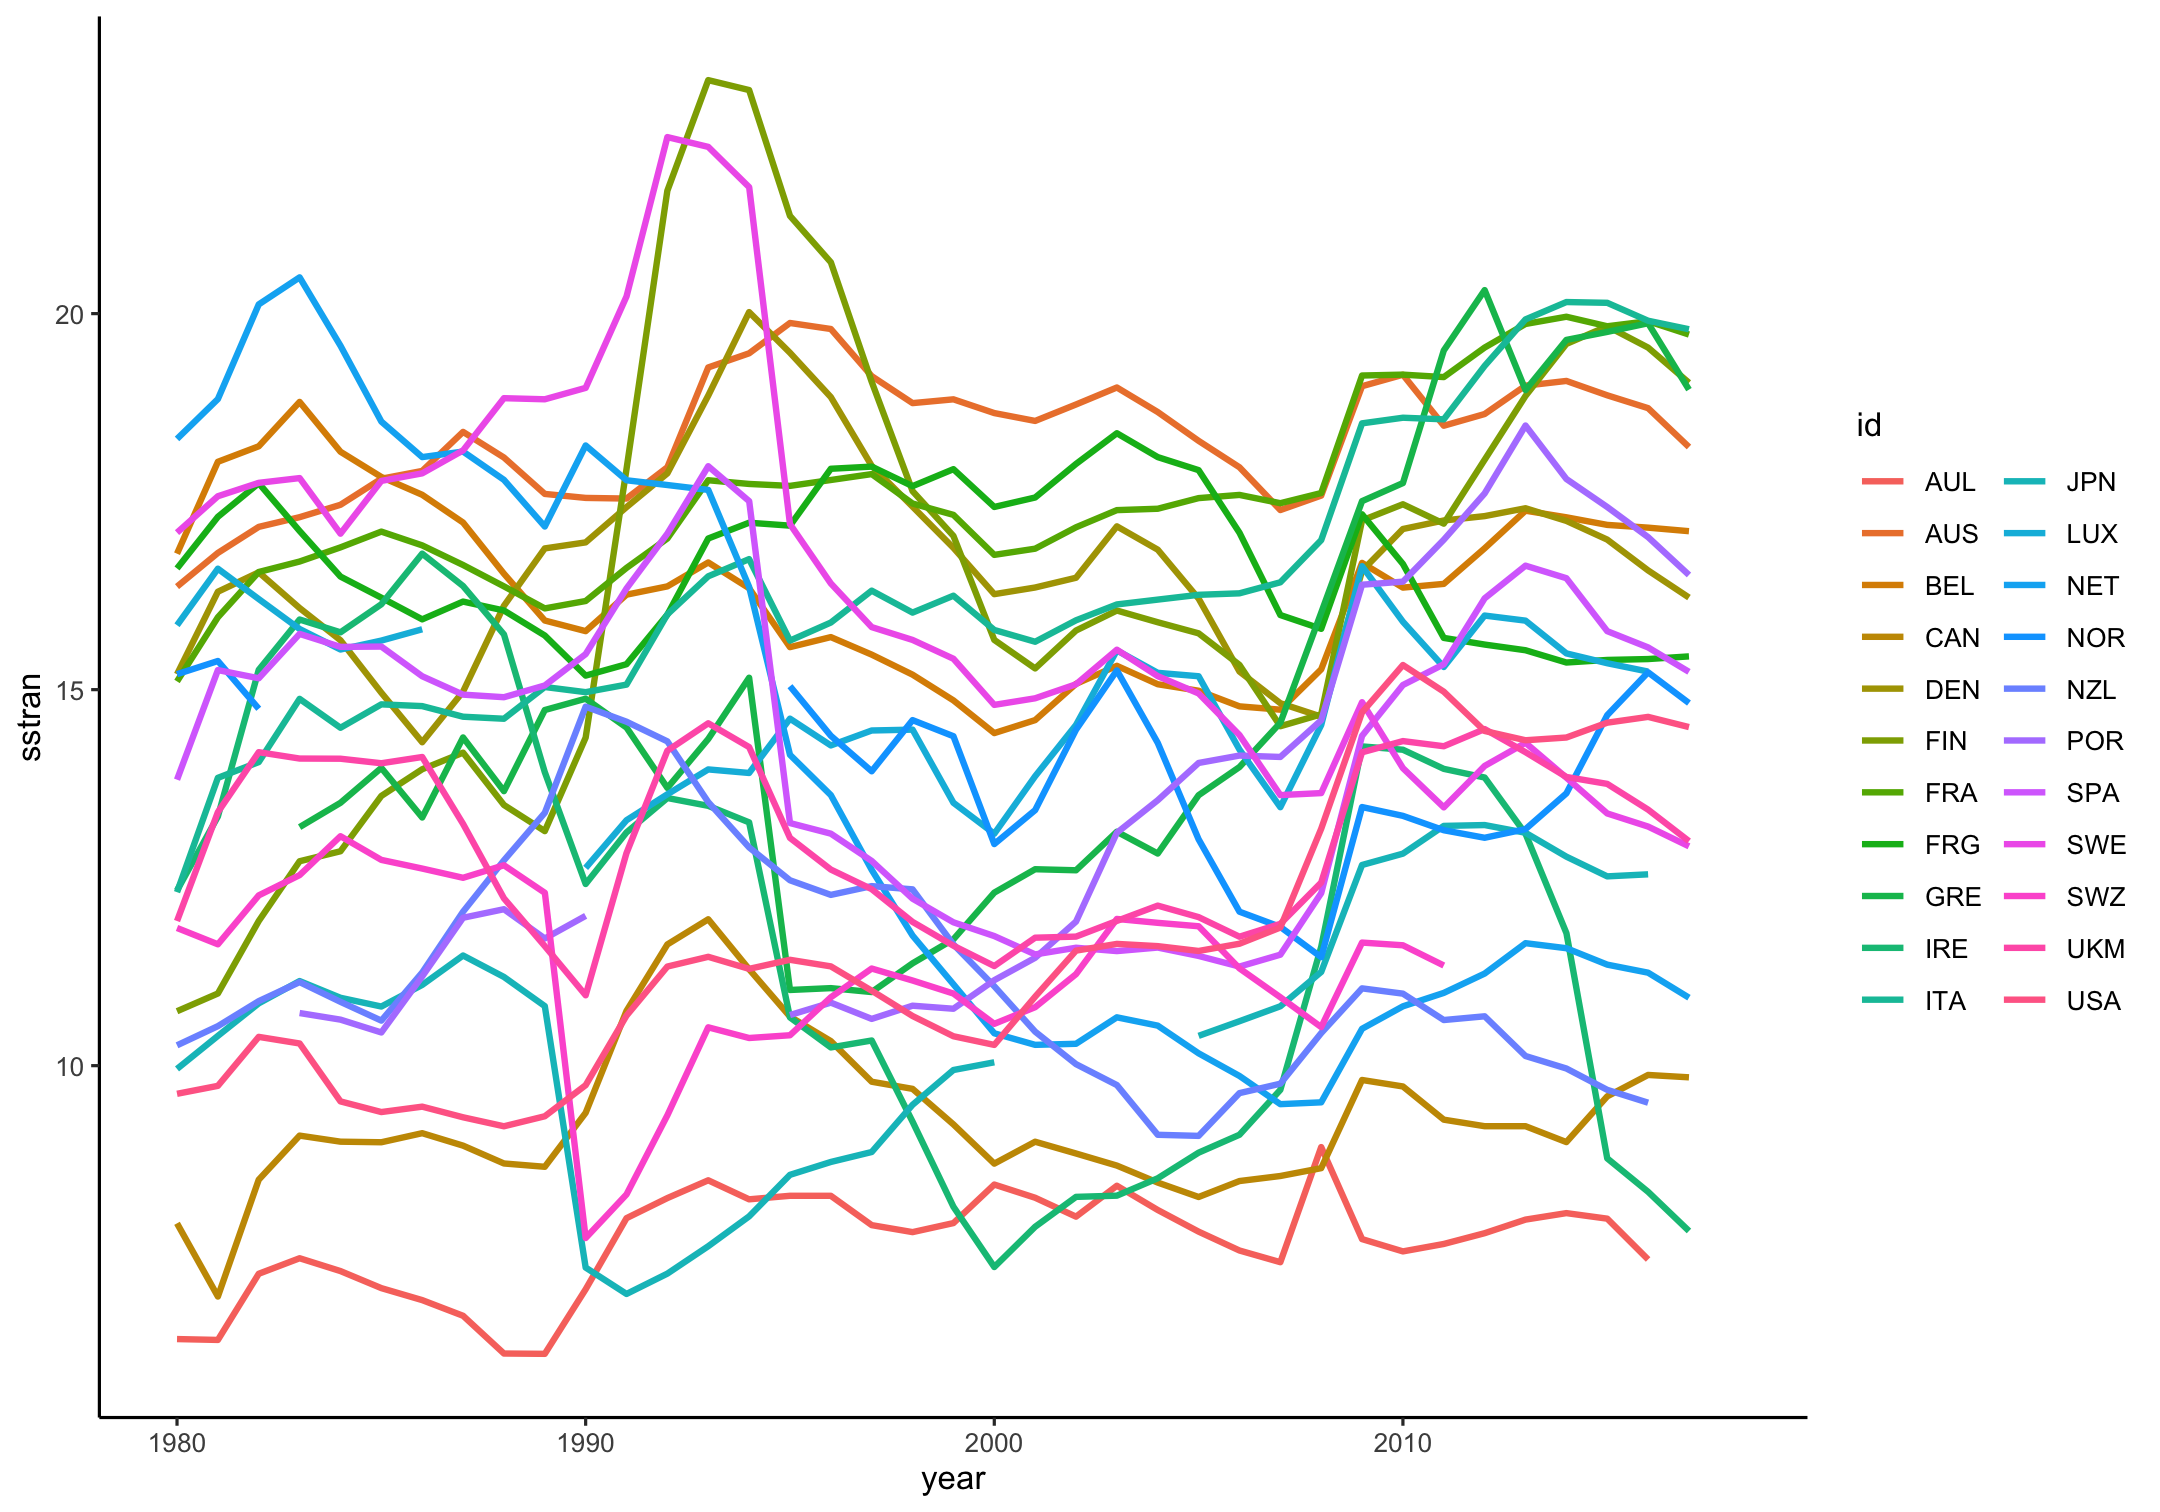 20
15
10
sstran
1980 1990 2000 2010
year
id
AUL JPN
AUS LUX
BEL NET
CAN NOR
DEN NZL
FIN POR
FRA SPA
FRG SWE
GRE SWZ
IRE UKM
ITA USA